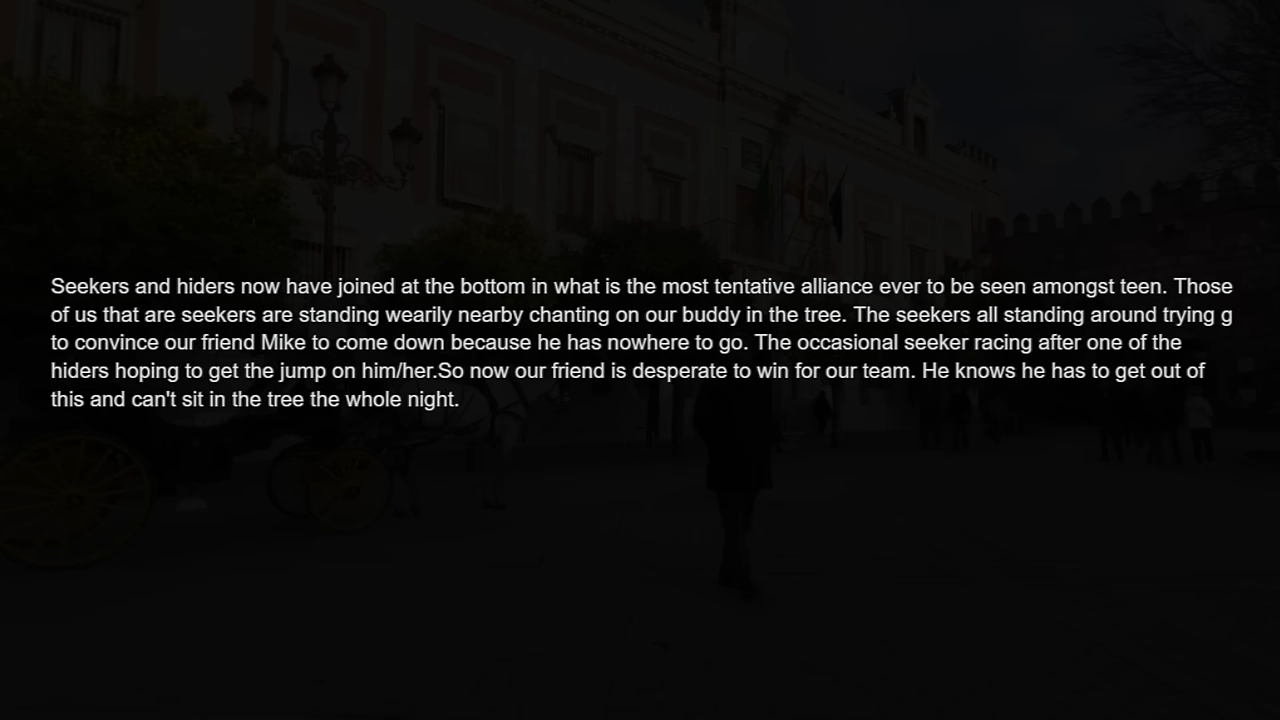 Seekers and hiders now have joined at the bottom in what is the most tentative alliance ever to be seen amongst teen. Those
of us that are seekers are standing wearily nearby chanting on our buddy in the tree. The seekers all standing around trying g
to convince our friend Mike to come down because he has nowhere to go. The occasional seeker racing after one of the
hiders hoping to get the jump on him/her.So now our friend is desperate to win for our team. He knows he has to get out of
this and can't sit in the tree the whole night.